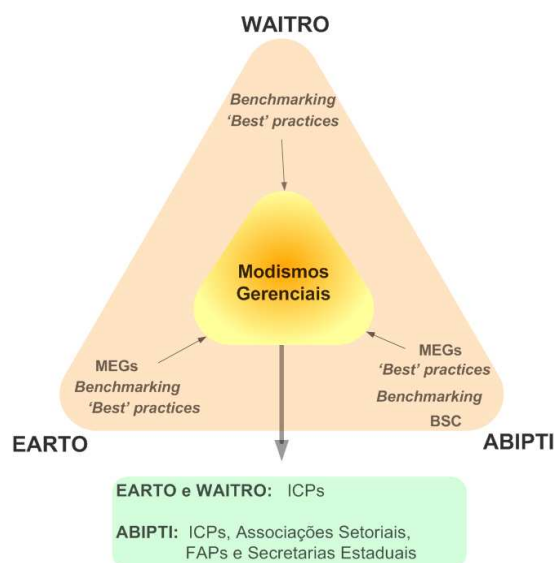 WAITRO
Benchmarking
'Best' practices
Modismos
Gerenciais
MEGs
Benchmarking
'Best' practices
MEGs
'Best' practices
Benchmarking
BSC
EARTO
ABIPTI
EARTO e WAITRO: ICPs
ABIPTI: ICPs, Associações Setoriais,
FAPs e Secretarias Estaduais